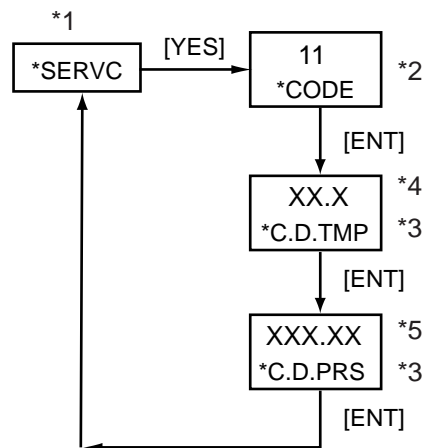 *1
*SERVC
[YES]
11
*CODE
*2
[ENT]
XX.X
*4
*C.D.TMP
*3
[ENT]
XXX.XX
*5
*C.D.PRS
*3
[ENT]